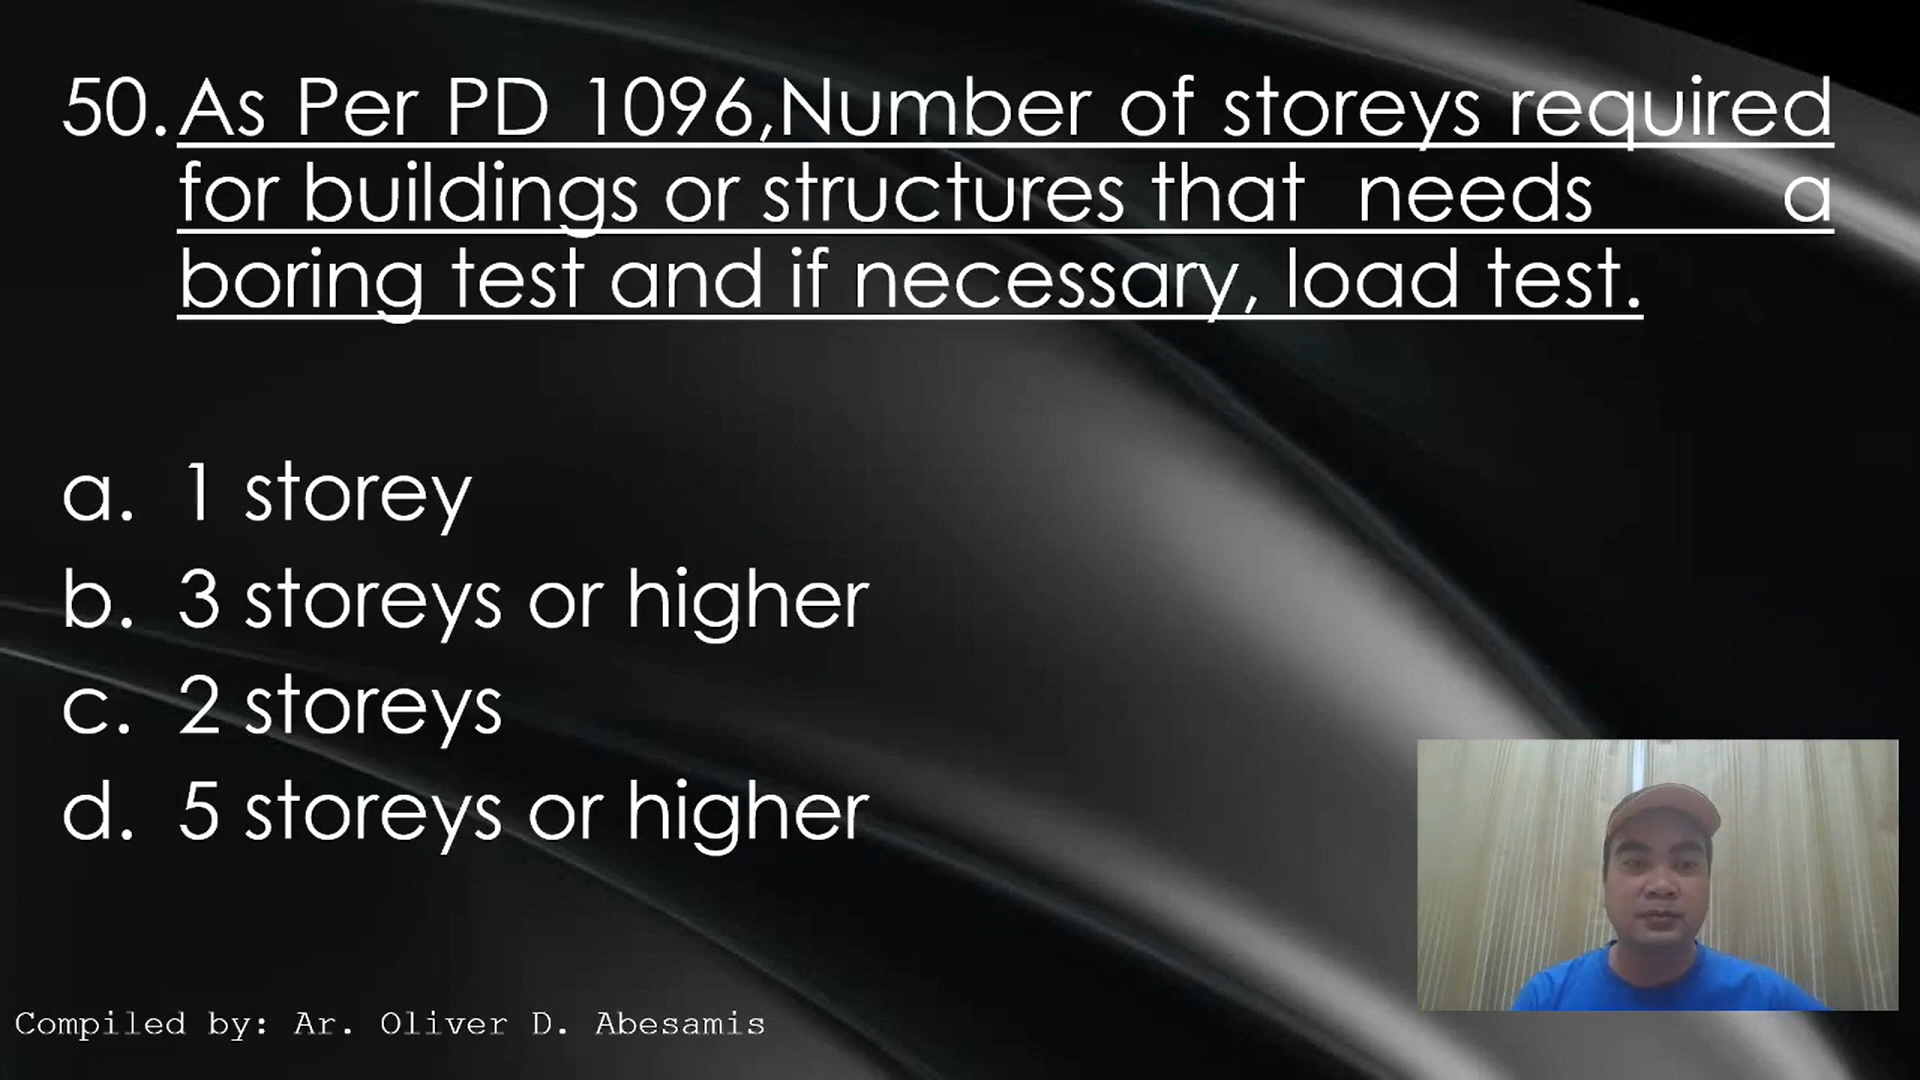 50. As Per PD 1096,Number of storeys required
for buildings or structures that needs a
boring test and if necessary, load test.
a. 1 storey
b. 3 storeys or higher
c. 2 storeys
d. 5 storeys or higher
Compiled by: Ar. Oliver D. Abesamis